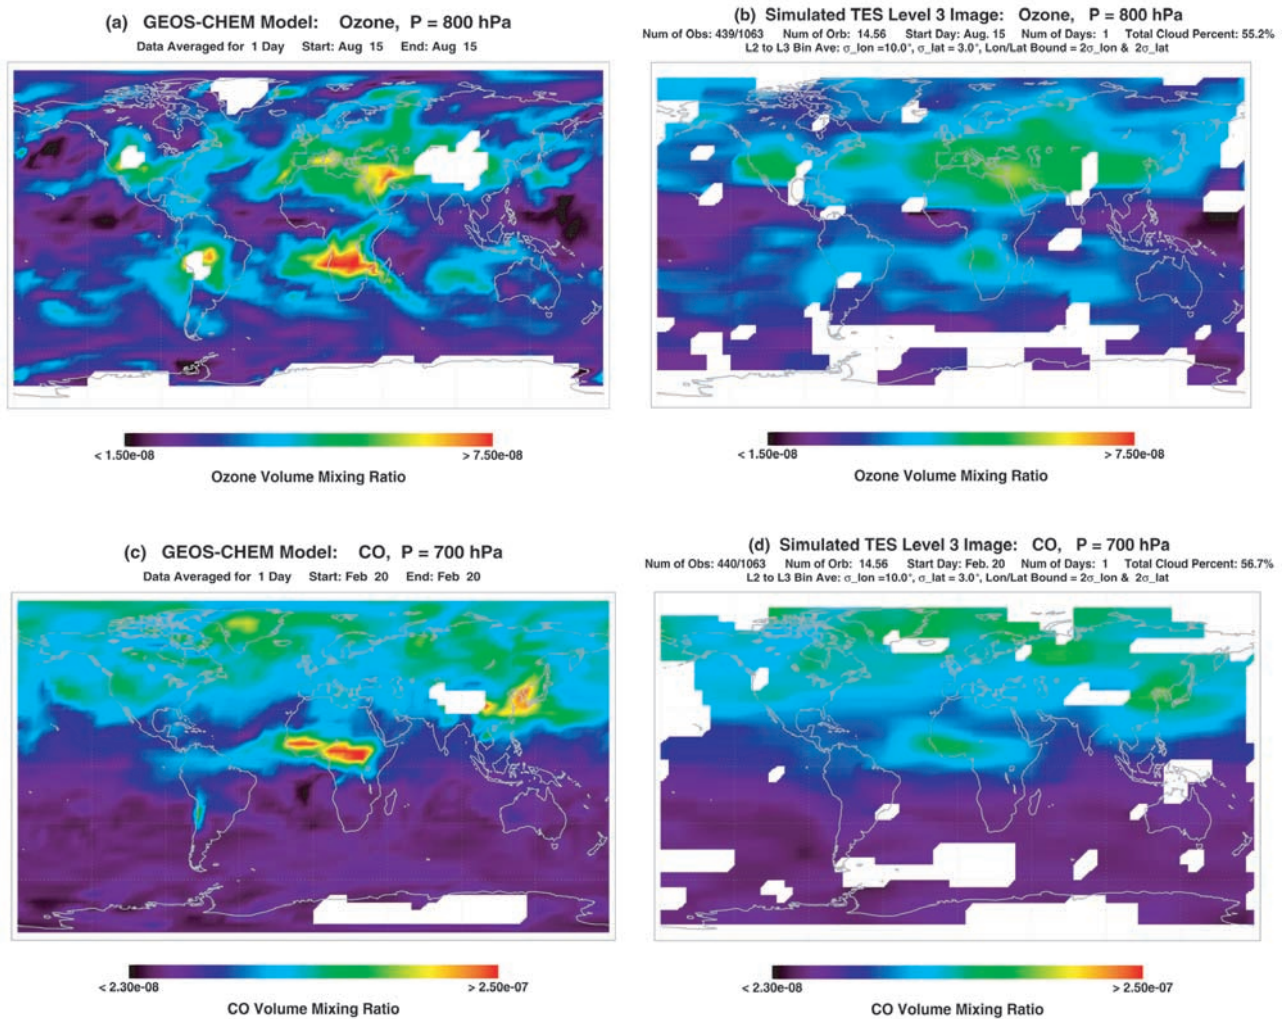 (a) GEOS-CHEM Model: Ozone, P = 800 hPa
Data Averaged for 1 Day Start: Aug 15 End: Aug 15
< 1.50e-08 > 7.50e-08
Ozone Volume Mixing Ratio
(b) Simulated TES Level 3 Image: Ozone, P = 800 hPa
Num of Obs: 439/1063 Num of Orb: 14.56 Start Day: Aug. 15 Num of Days: 1 Total Cloud Percent: 55.2%
L2 to L3 Bin Ave: σ_lon =10.0°, σ_lat = 3.0°, Lon/Lat Bound = 2σ_lon & 2σ_lat
< 1.50e-08 > 7.50e-08
Ozone Volume Mixing Ratio
(c) GEOS-CHEM Model: CO, P = 700 hPa
Data Averaged for 1 Day Start: Feb 20 End: Feb 20
< 2.30e-08 > 2.50e-07
CO Volume Mixing Ratio
(d) Simulated TES Level 3 Image: CO, P = 700 hPa
Num of Obs: 440/1063 Num of Orb: 14.56 Start Day: Feb. 20 Num of Days: 1 Total Cloud Percent: 56.7%
L2 to L3 Bin Ave: σ_lon =10.0°, σ_lat = 3.0°, Lon/Lat Bound = 2σ_lon & 2σ_lat
< 2.30e-08 > 2.50e-07
CO Volume Mixing Ratio